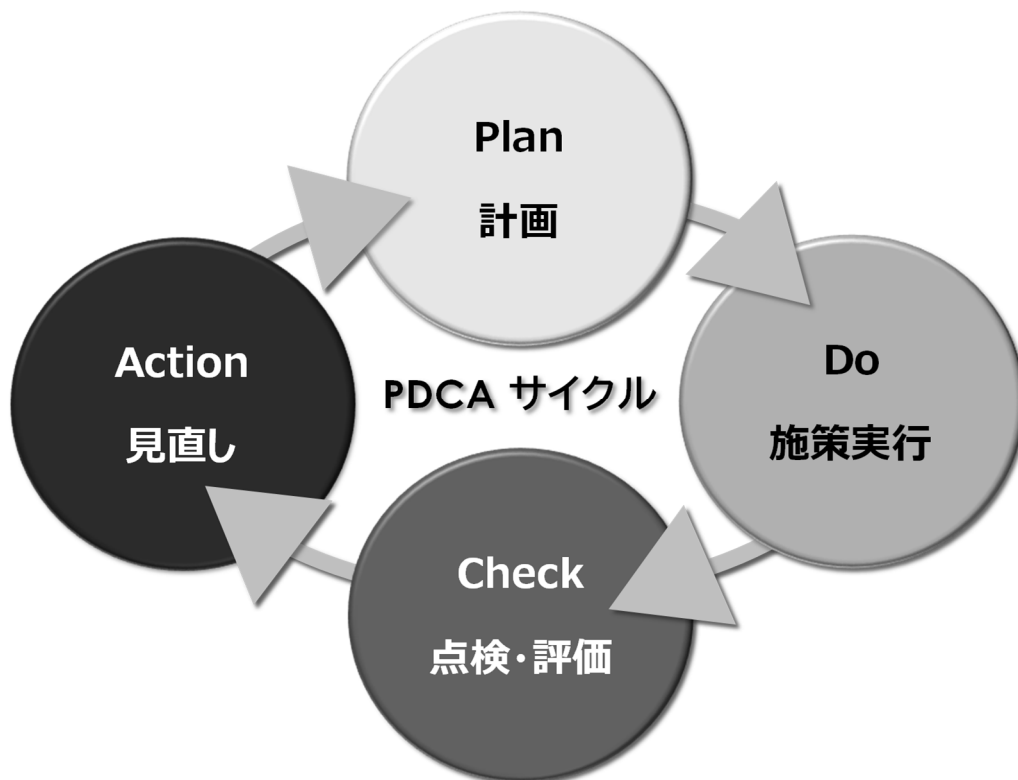 Plan
計画
Do
施策実行
Check
点検・評価
Action
見直し
PDCA サイクル